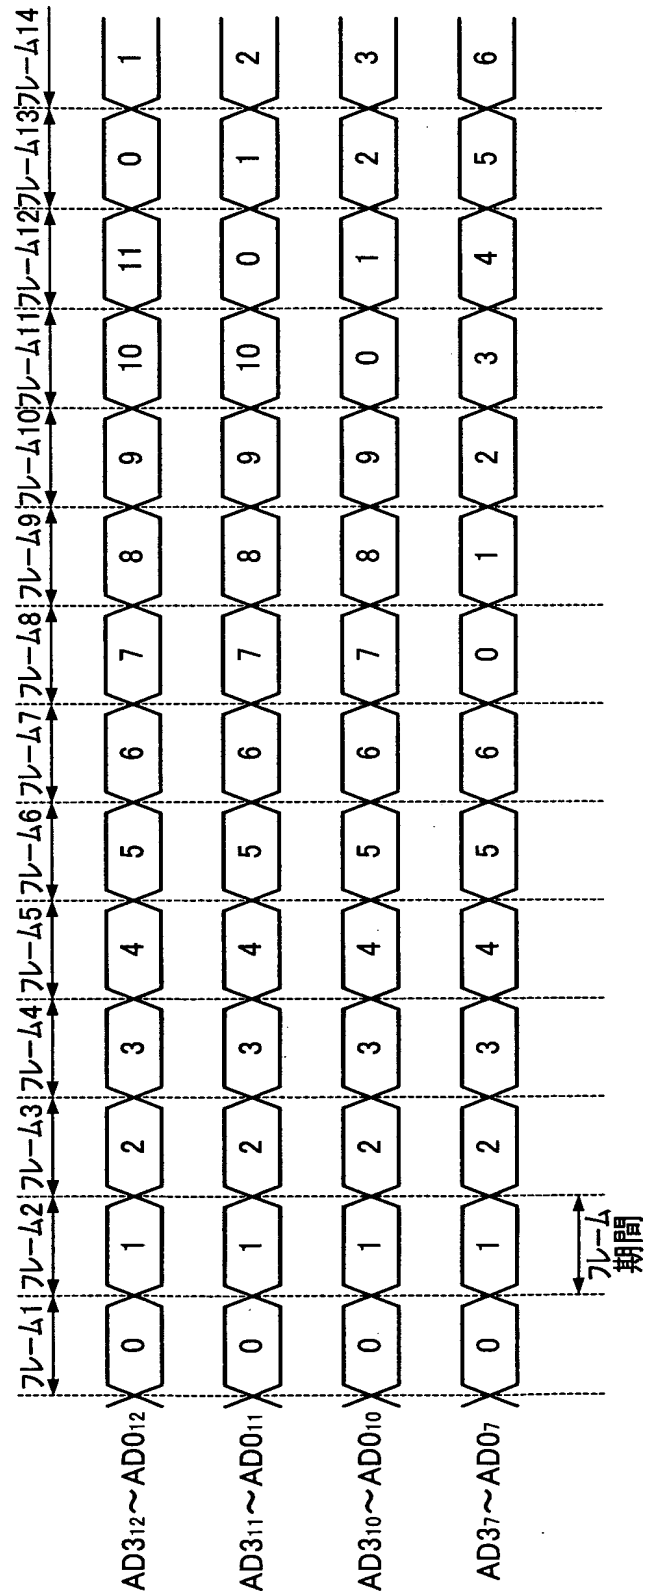 フレーム1 フレーム2 フレーム3 フレーム4 フレーム5 フレーム6 フレーム7 フレーム8 フレーム9 フレーム10 フレーム11 フレーム12 フレーム13 フレーム14
AD3₁₂～AD0₁₂ 0 1 2 3 4 5 6 7 8 9 10 11 0 1
AD3₁₁～AD0₁₁ 0 1 2 3 4 5 6 7 8 9 10 0 1 2
AD3₁₀～AD0₁₀ 0 1 2 3 4 5 6 7 8 9 0 1 2 3
AD3₇～AD0₇ 0 1 2 3 4 5 6 0 1 2 3 4 5 6
フレーム
期間